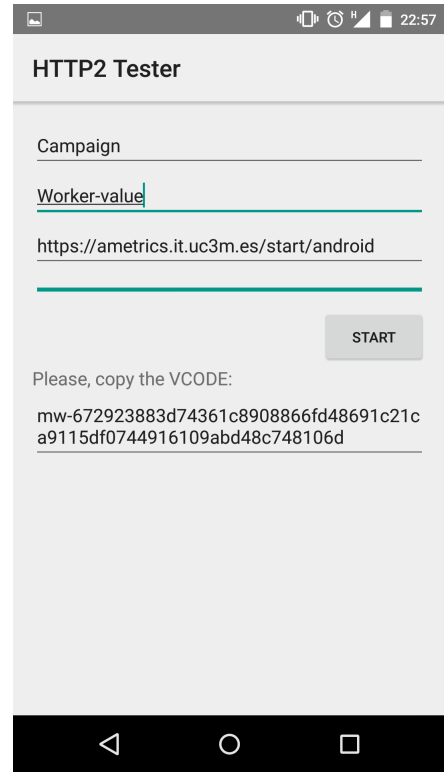 H 22:57
HTTP2 Tester
Campaign
Worker-value
https://ametrics.it.uc3m.es/start/android
START
Please, copy the VCODE:
mw-672923883d74361c8908866fd48691c21c
a9115df0744916109abd48c748106d